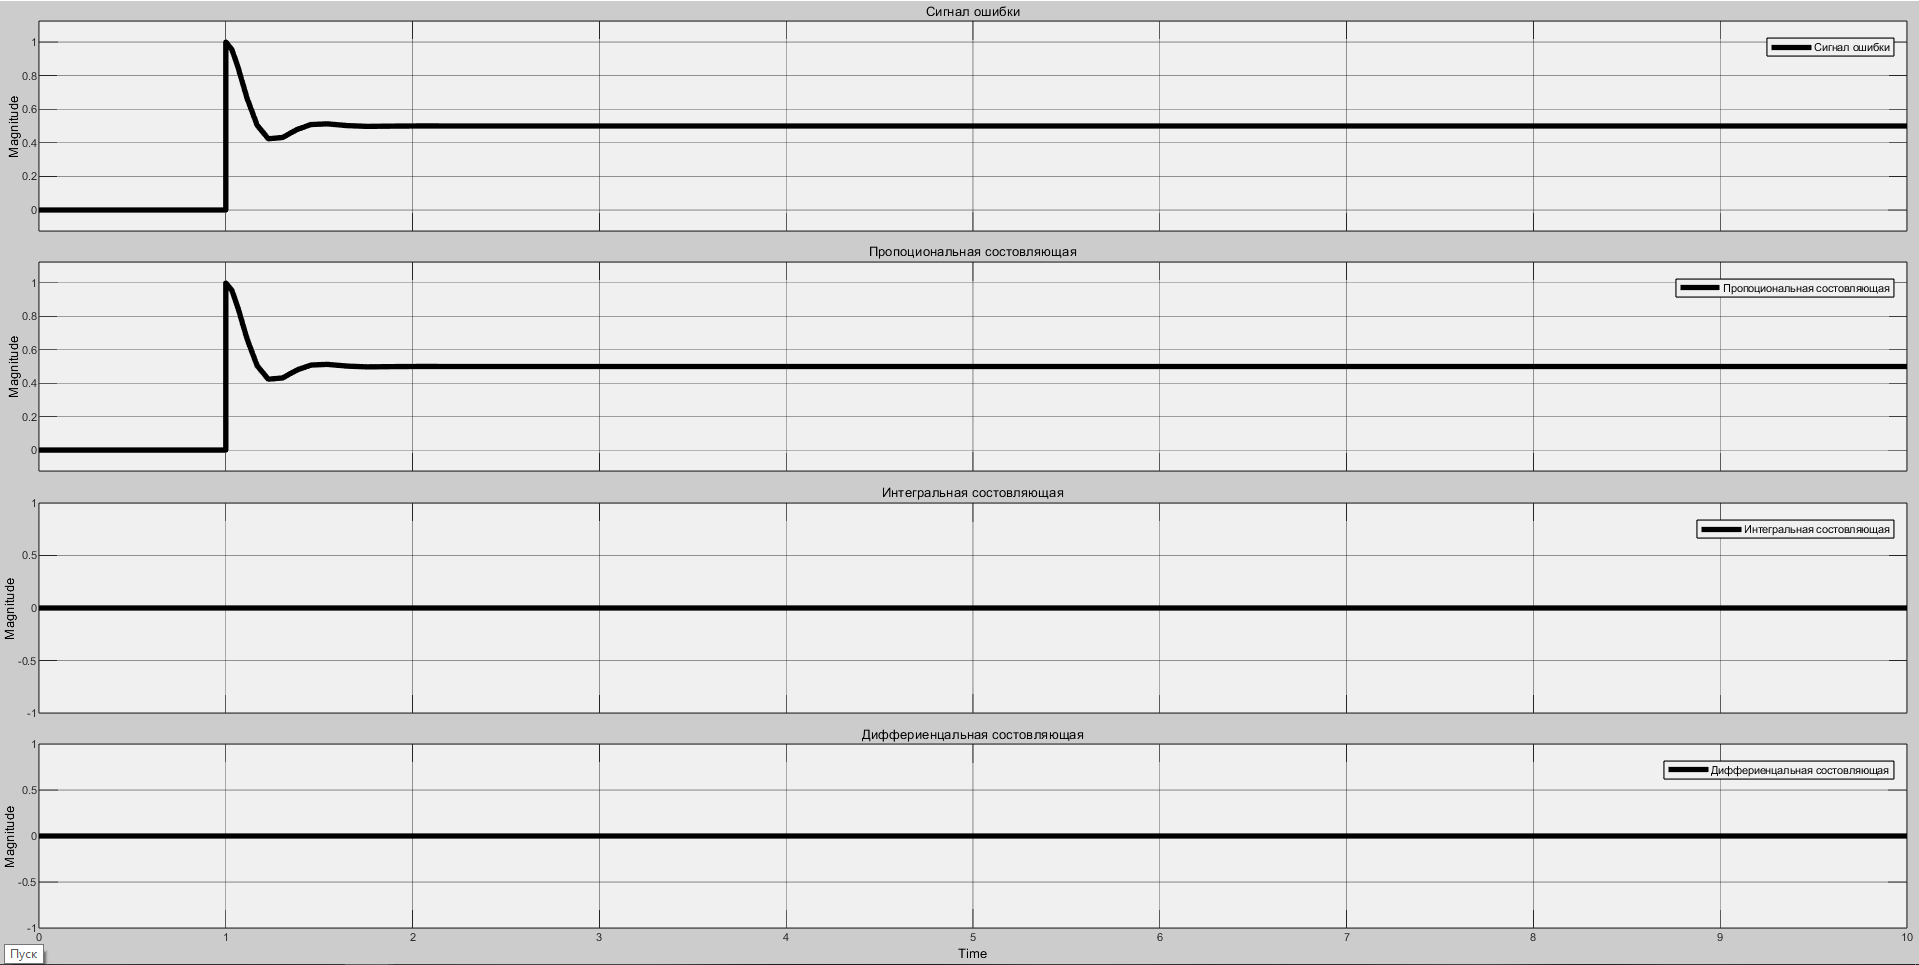 Сигнал ошибки
1
0.8
0.6
0.4
0.2
0
Magnitude
Сигнал ошибки
Пропоциональная состовляющая
1
0.8
0.6
0.4
0.2
0
Magnitude
Пропоциональная состовляющая
Интегральная состовляющая
1
0.5
0
-0.5
-1
Magnitude
Интегральная состовляющая
Диффериенцальная состовляющая
1
0.5
0
-0.5
-1
Magnitude
Диффериенцальная состовляющая
0 1 2 3 4 5 6 7 8 9 10
Time
Пуск